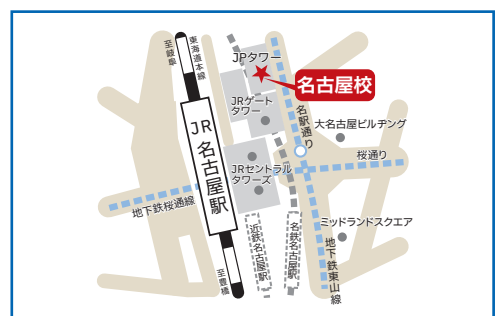 至岐阜
東海道本線
JPタワー
名古屋校
JRゲート
タワー
名駅通り
大名古屋ビルヂング
JR名古屋駅
桜通り
JRセントラル
タワーズ
地下鉄桜通線
ミッドランドスクエア
近鉄名古屋駅
名鉄名古屋駅
地下鉄東山線
至豊橋